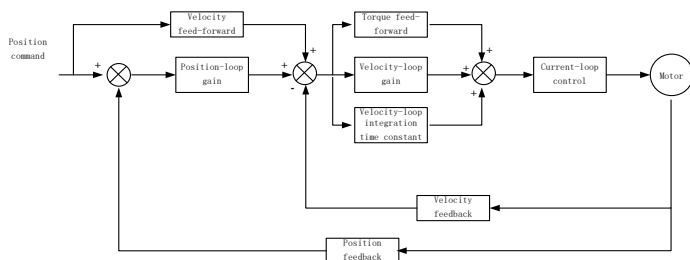 Position
command
+
Velocity
feed-forward
Position-loop
gain
+
+
-
Torque feed-
forward
Velocity-loop
gain
Velocity-loop
integration
time constant
+
+
+
Current-loop
control
Motor
Velocity
feedback
Position
feedback